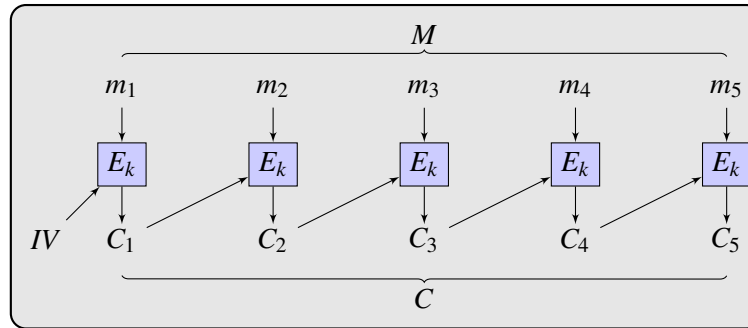 M
m1 m2 m3 m4 m5
Ek Ek Ek Ek Ek
IV C1 C2 C3 C4 C5
C